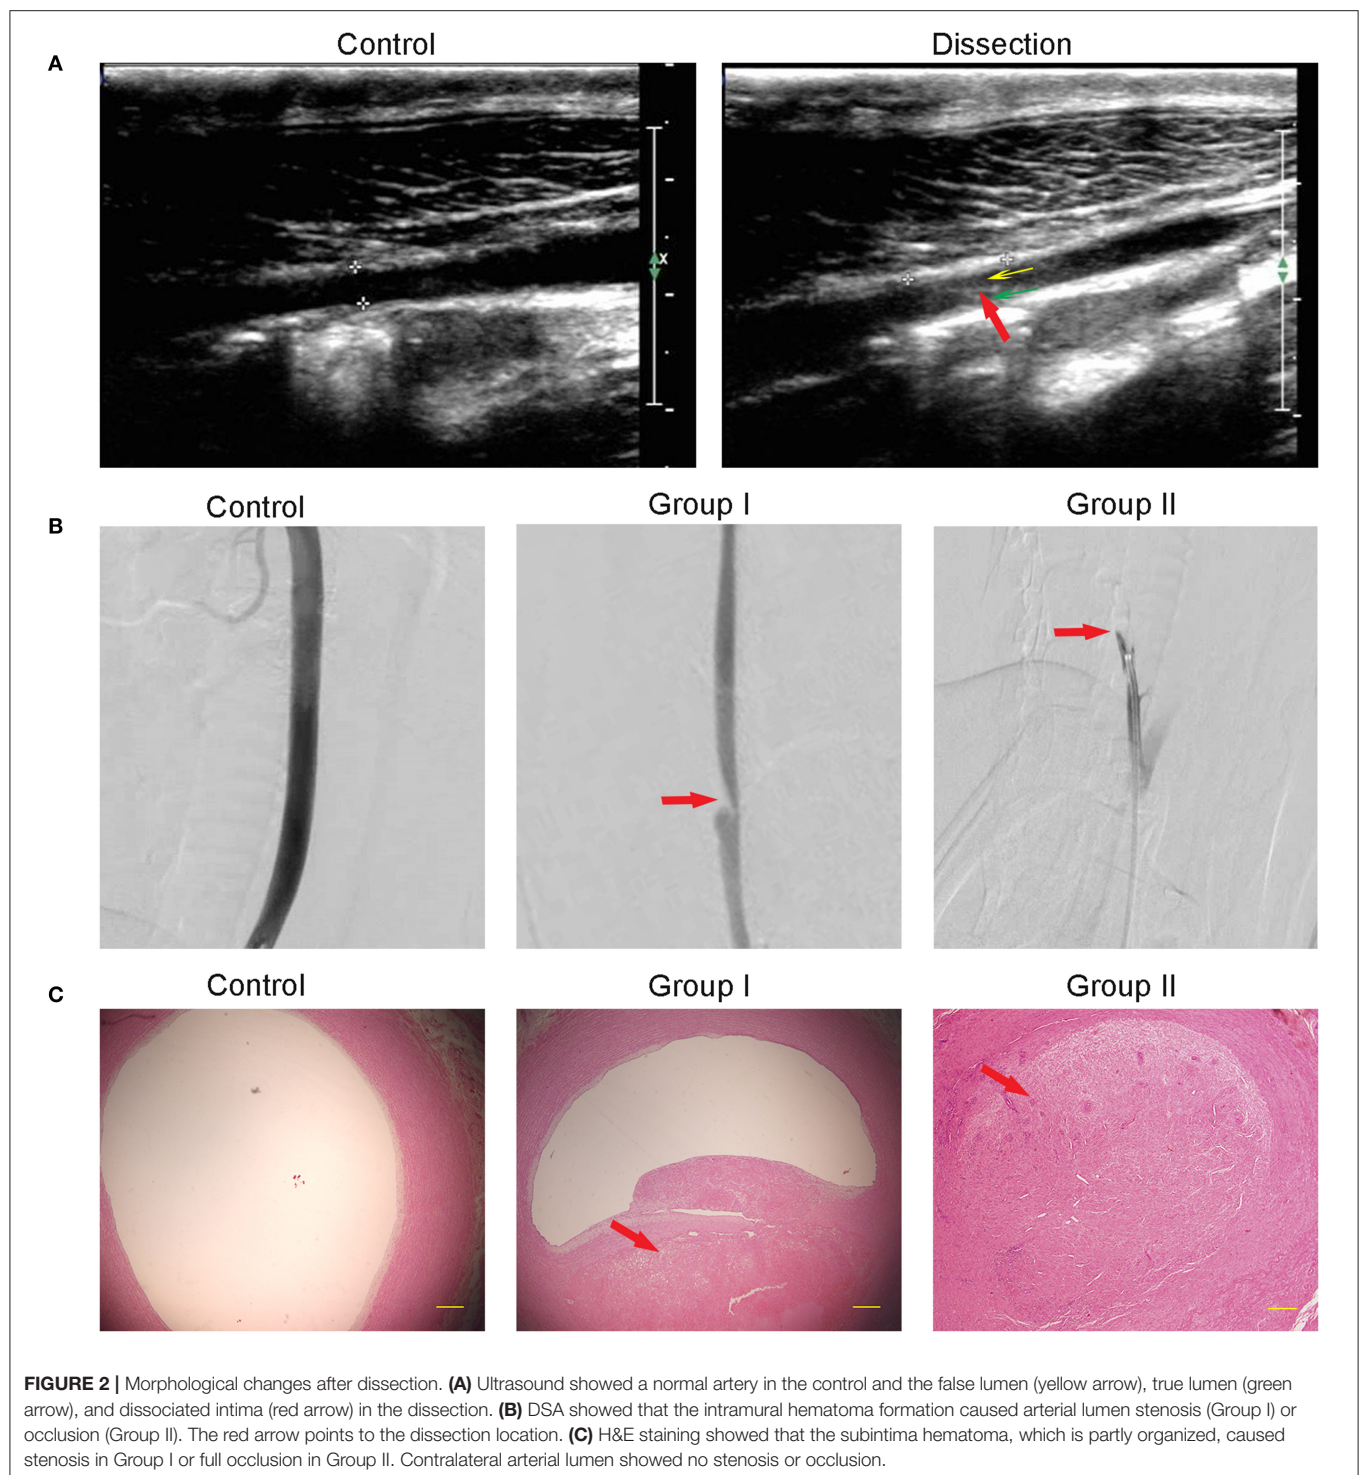 Control
Dissection
A
X
Control
Group I
Group II
B
Control
Group I
Group II
C
FIGURE 2 | Morphological changes after dissection. (A) Ultrasound showed a normal artery in the control and the false lumen (yellow arrow), true lumen (green
arrow), and dissociated intima (red arrow) in the dissection. (B) DSA showed that the intramural hematoma formation caused arterial lumen stenosis (Group I) or
occlusion (Group II). The red arrow points to the dissection location. (C) H&E staining showed that the subintima hematoma, which is partly organized, caused
stenosis in Group I or full occlusion in Group II. Contralateral arterial lumen showed no stenosis or occlusion.